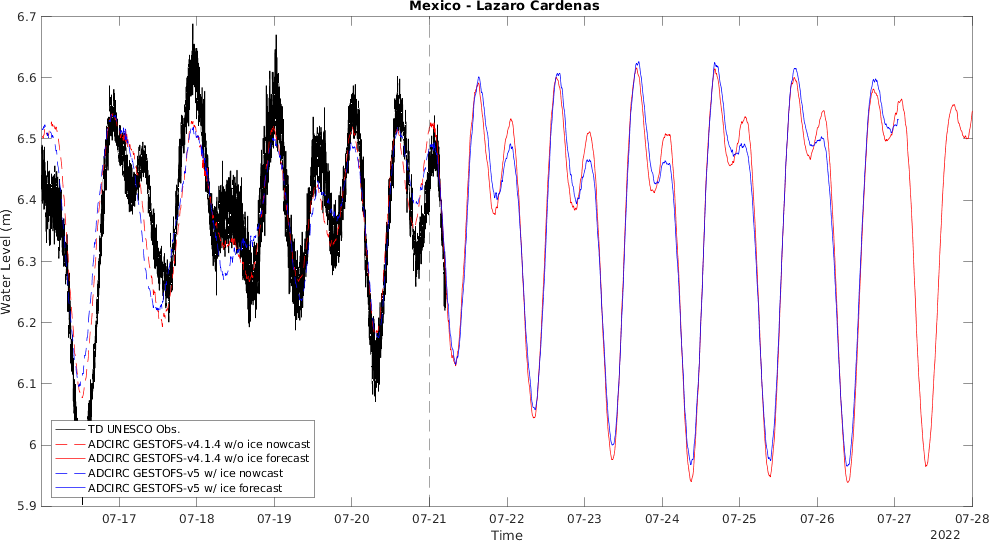 Mexico - Lazaro Cardenas
6.7
6.6
6.5
6.4
6.3
6.2
6.1
6
5.9
Water Level (m)
TD UNESCO Obs.
ADCIRC GESTOFS-v4.1.4 w/o ice nowcast
ADCIRC GESTOFS-v4.1.4 w/o ice forecast
ADCIRC GESTOFS-v5 w/ ice nowcast
ADCIRC GESTOFS-v5 w/ ice forecast
07-17 07-18 07-19 07-20 07-21 07-22 07-23 07-24 07-25 07-26 07-27 07-28
Time
2022